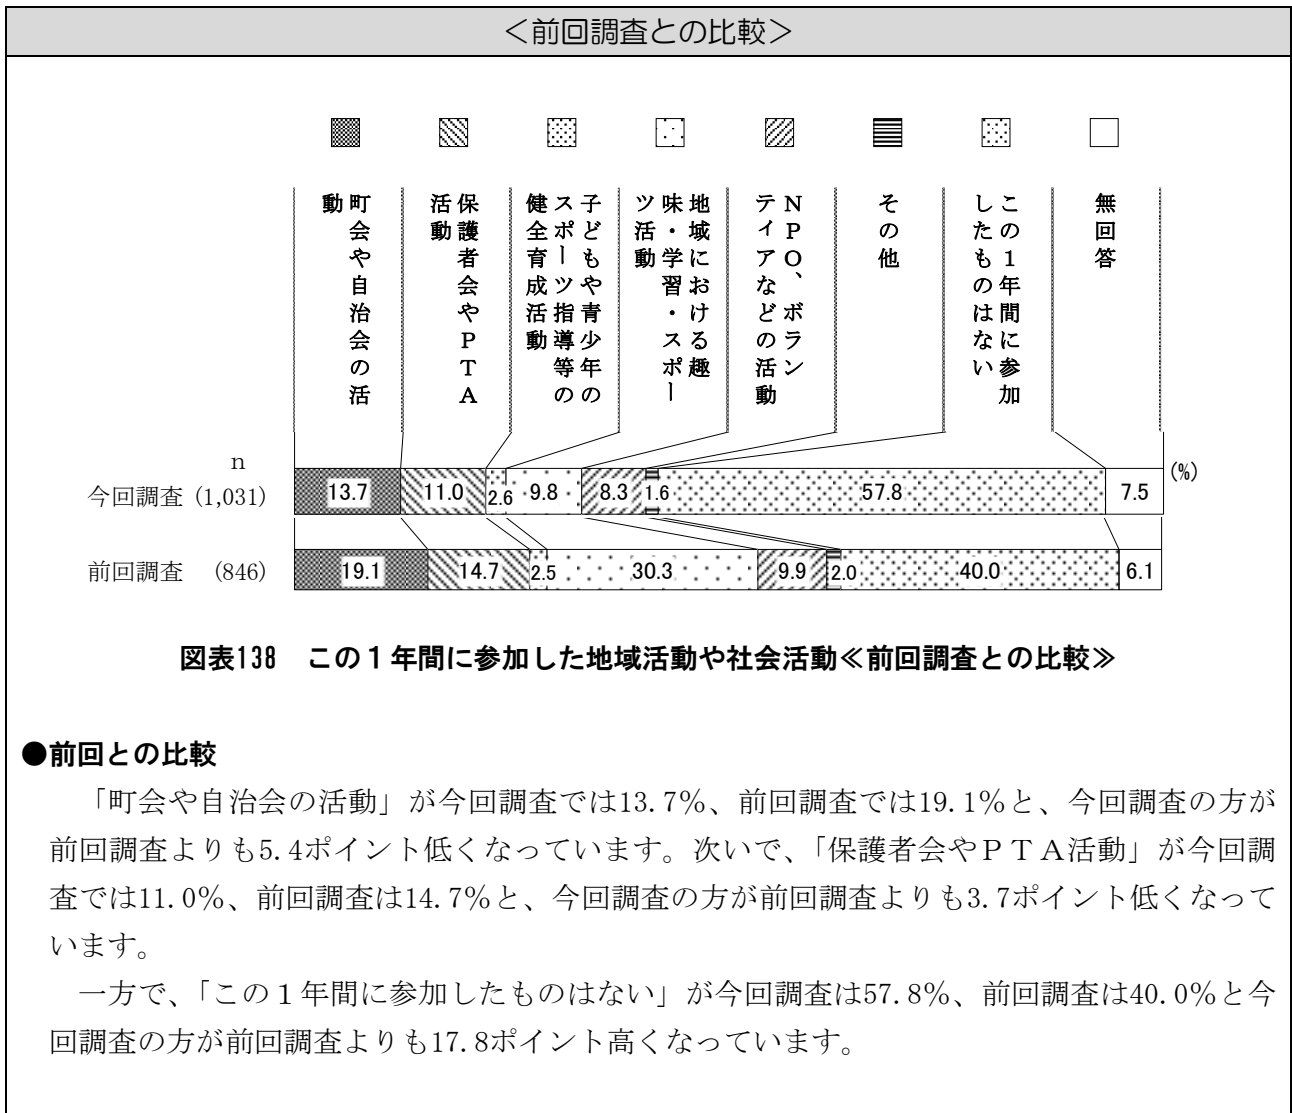 ＜前回調査との比較＞
町会や自治会の活動
保護者会やＰＴＡ活動
子どもや青少年のスポーツ指導等の健全育成活動
地域における趣味・学習・スポーツ活動
ＮＰＯ、ボランティアなどの活動
その他
この１年間に参加したものはない
無回答
n
(%)
今回調査 (1,031) 13.7 11.0 2.6 9.8 8.3 1.6 57.8 7.5
前回調査 (846) 19.1 14.7 2.5 30.3 9.9 2.0 40.0 6.1
図表138　この１年間に参加した地域活動や社会活動≪前回調査との比較≫
●前回との比較
「町会や自治会の活動」が今回調査では13.7％、前回調査では19.1％と、今回調査の方が
前回調査よりも5.4ポイント低くなっています。次いで、「保護者会やＰＴＡ活動」が今回調
査では11.0％、前回調査は14.7％と、今回調査の方が前回調査よりも3.7ポイント低くなって
います。
一方で、「この１年間に参加したものはない」が今回調査は57.8％、前回調査は40.0％と今
回調査の方が前回調査よりも17.8ポイント高くなっています。